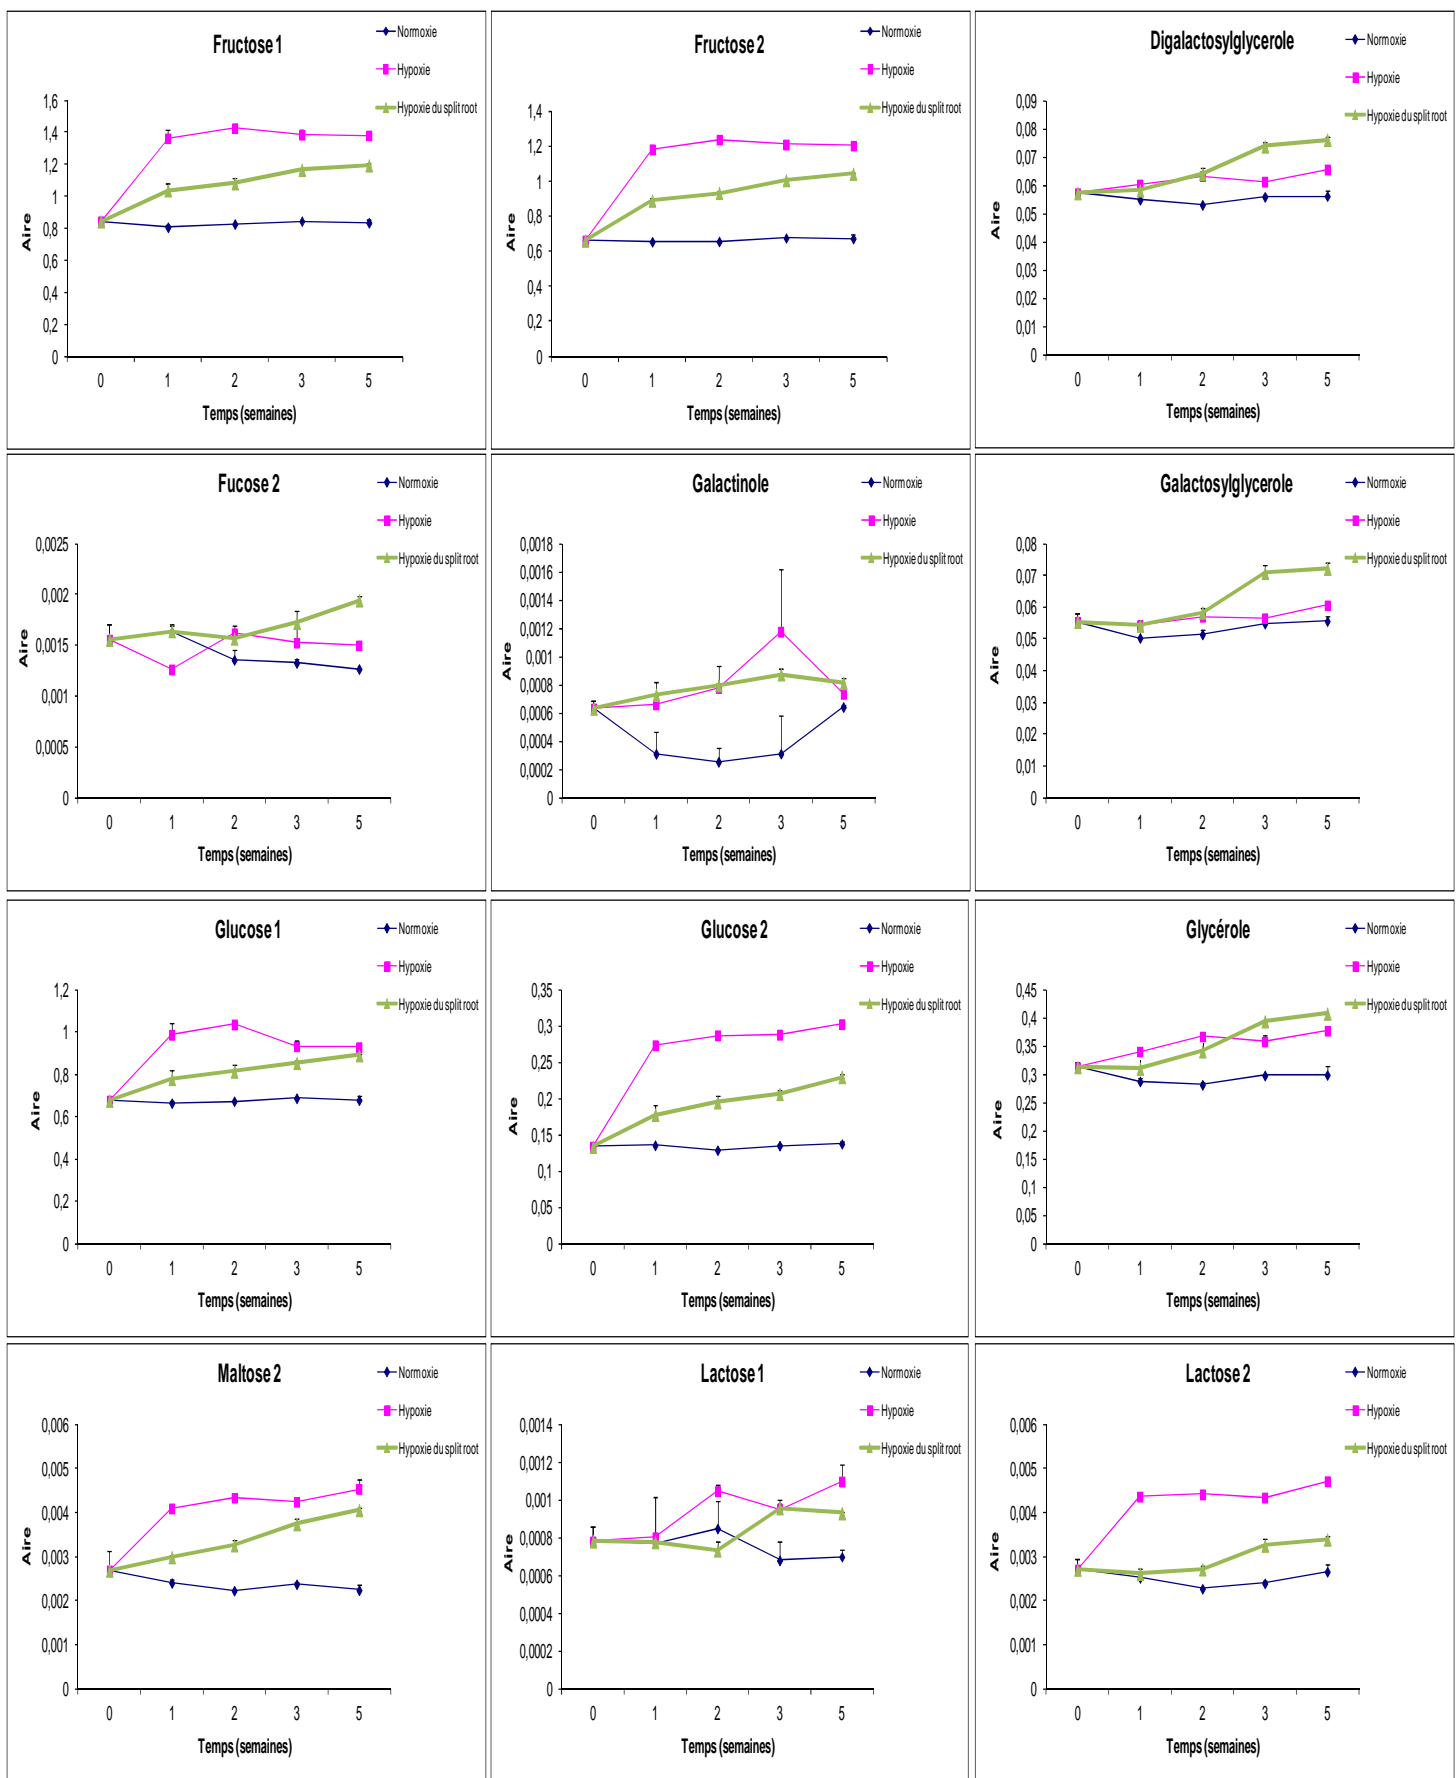 Fructose 1
Normoxie
Hypoxie
Hypoxie du split root
Aire
1,6
1,4
1,2
1
0,8
0,6
0,4
0,2
0
0 1 2 3 5
Temps (semaines)
Fructose 2
Normoxie
Hypoxie
Hypoxie du split root
Aire
1,4
1,2
1
0,8
0,6
0,4
0,2
0
0 1 2 3 5
Temps (semaines)
Digalactosylglycerole
Normoxie
Hypoxie
Hypoxie du split root
Aire
0,09
0,08
0,07
0,06
0,05
0,04
0,03
0,02
0,01
0
0 1 2 3 5
Temps (semaines)
Fucose 2
Normoxie
Hypoxie
Hypoxie du split root
Aire
0,0025
0,002
0,0015
0,001
0,0005
0
0 1 2 3 5
Temps (semaines)
Galactinole
Normoxie
Hypoxie
Hypoxie du split root
Aire
0,0018
0,0016
0,0014
0,0012
0,001
0,0008
0,0006
0,0004
0,0002
0
0 1 2 3 5
Temps (semaines)
Galactosylglycerole
Normoxie
Hypoxie
Hypoxie du split root
Aire
0,08
0,07
0,06
0,05
0,04
0,03
0,02
0,01
0
0 1 2 3 5
Temps (semaines)
Glucose 1
Normoxie
Hypoxie
Hypoxie du split root
Aire
1,2
1
0,8
0,6
0,4
0,2
0
0 1 2 3 5
Temps (semaines)
Glucose 2
Normoxie
Hypoxie
Hypoxie du split root
Aire
0,35
0,3
0,25
0,2
0,15
0,1
0,05
0
0 1 2 3 5
Temps (semaines)
Glycérole
Normoxie
Hypoxie
Hypoxie du split root
Aire
0,45
0,4
0,35
0,3
0,25
0,2
0,15
0,1
0,05
0
0 1 2 3 5
Temps (semaines)
Maltose 2
Normoxie
Hypoxie
Hypoxie du split root
Aire
0,006
0,005
0,004
0,003
0,002
0,001
0
0 1 2 3 5
Temps (semaines)
Lactose 1
Normoxie
Hypoxie
Hypoxie du split root
Aire
0,0014
0,0012
0,001
0,0008
0,0006
0,0004
0,0002
0
0 1 2 3 5
Temps (semaines)
Lactose 2
Normoxie
Hypoxie
Hypoxie du split root
Aire
0,006
0,005
0,004
0,003
0,002
0,001
0
0 1 2 3 5
Temps (semaines)